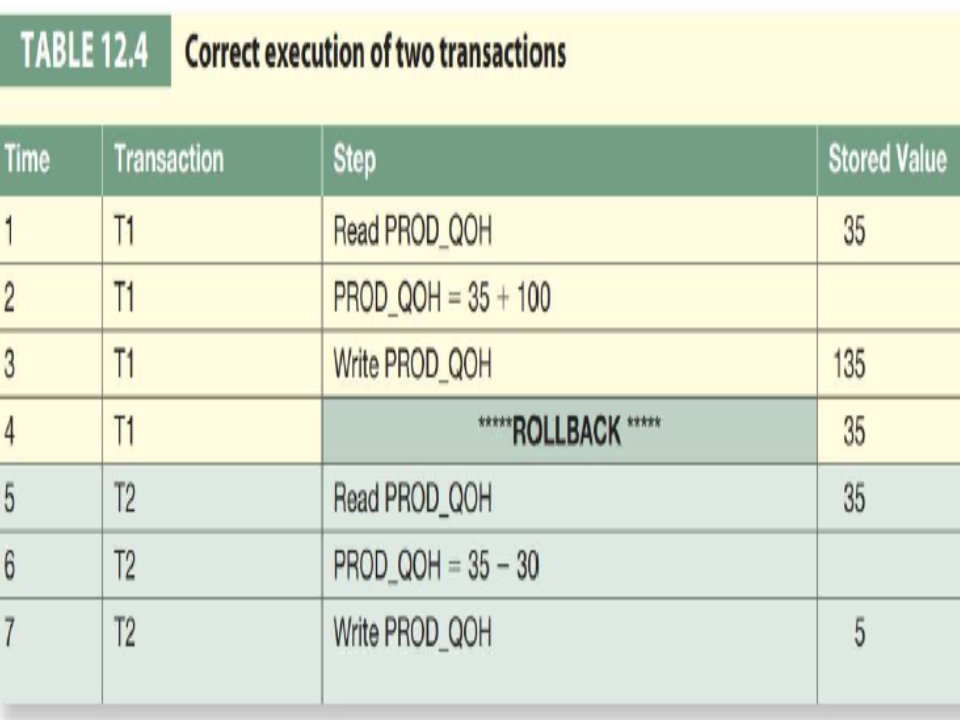 TABLE 12.4 Correct execution of two transactions
Time Transaction Step Stored Value
1 T1 Read PROD_QOH 35
2 T1 PROD_QOH = 35 + 100
3 T1 Write PROD_QOH 135
4 T1 *****ROLLBACK ***** 35
5 T2 Read PROD_QOH 35
6 T2 PROD_QOH = 35 – 30
7 T2 Write PROD_QOH 5